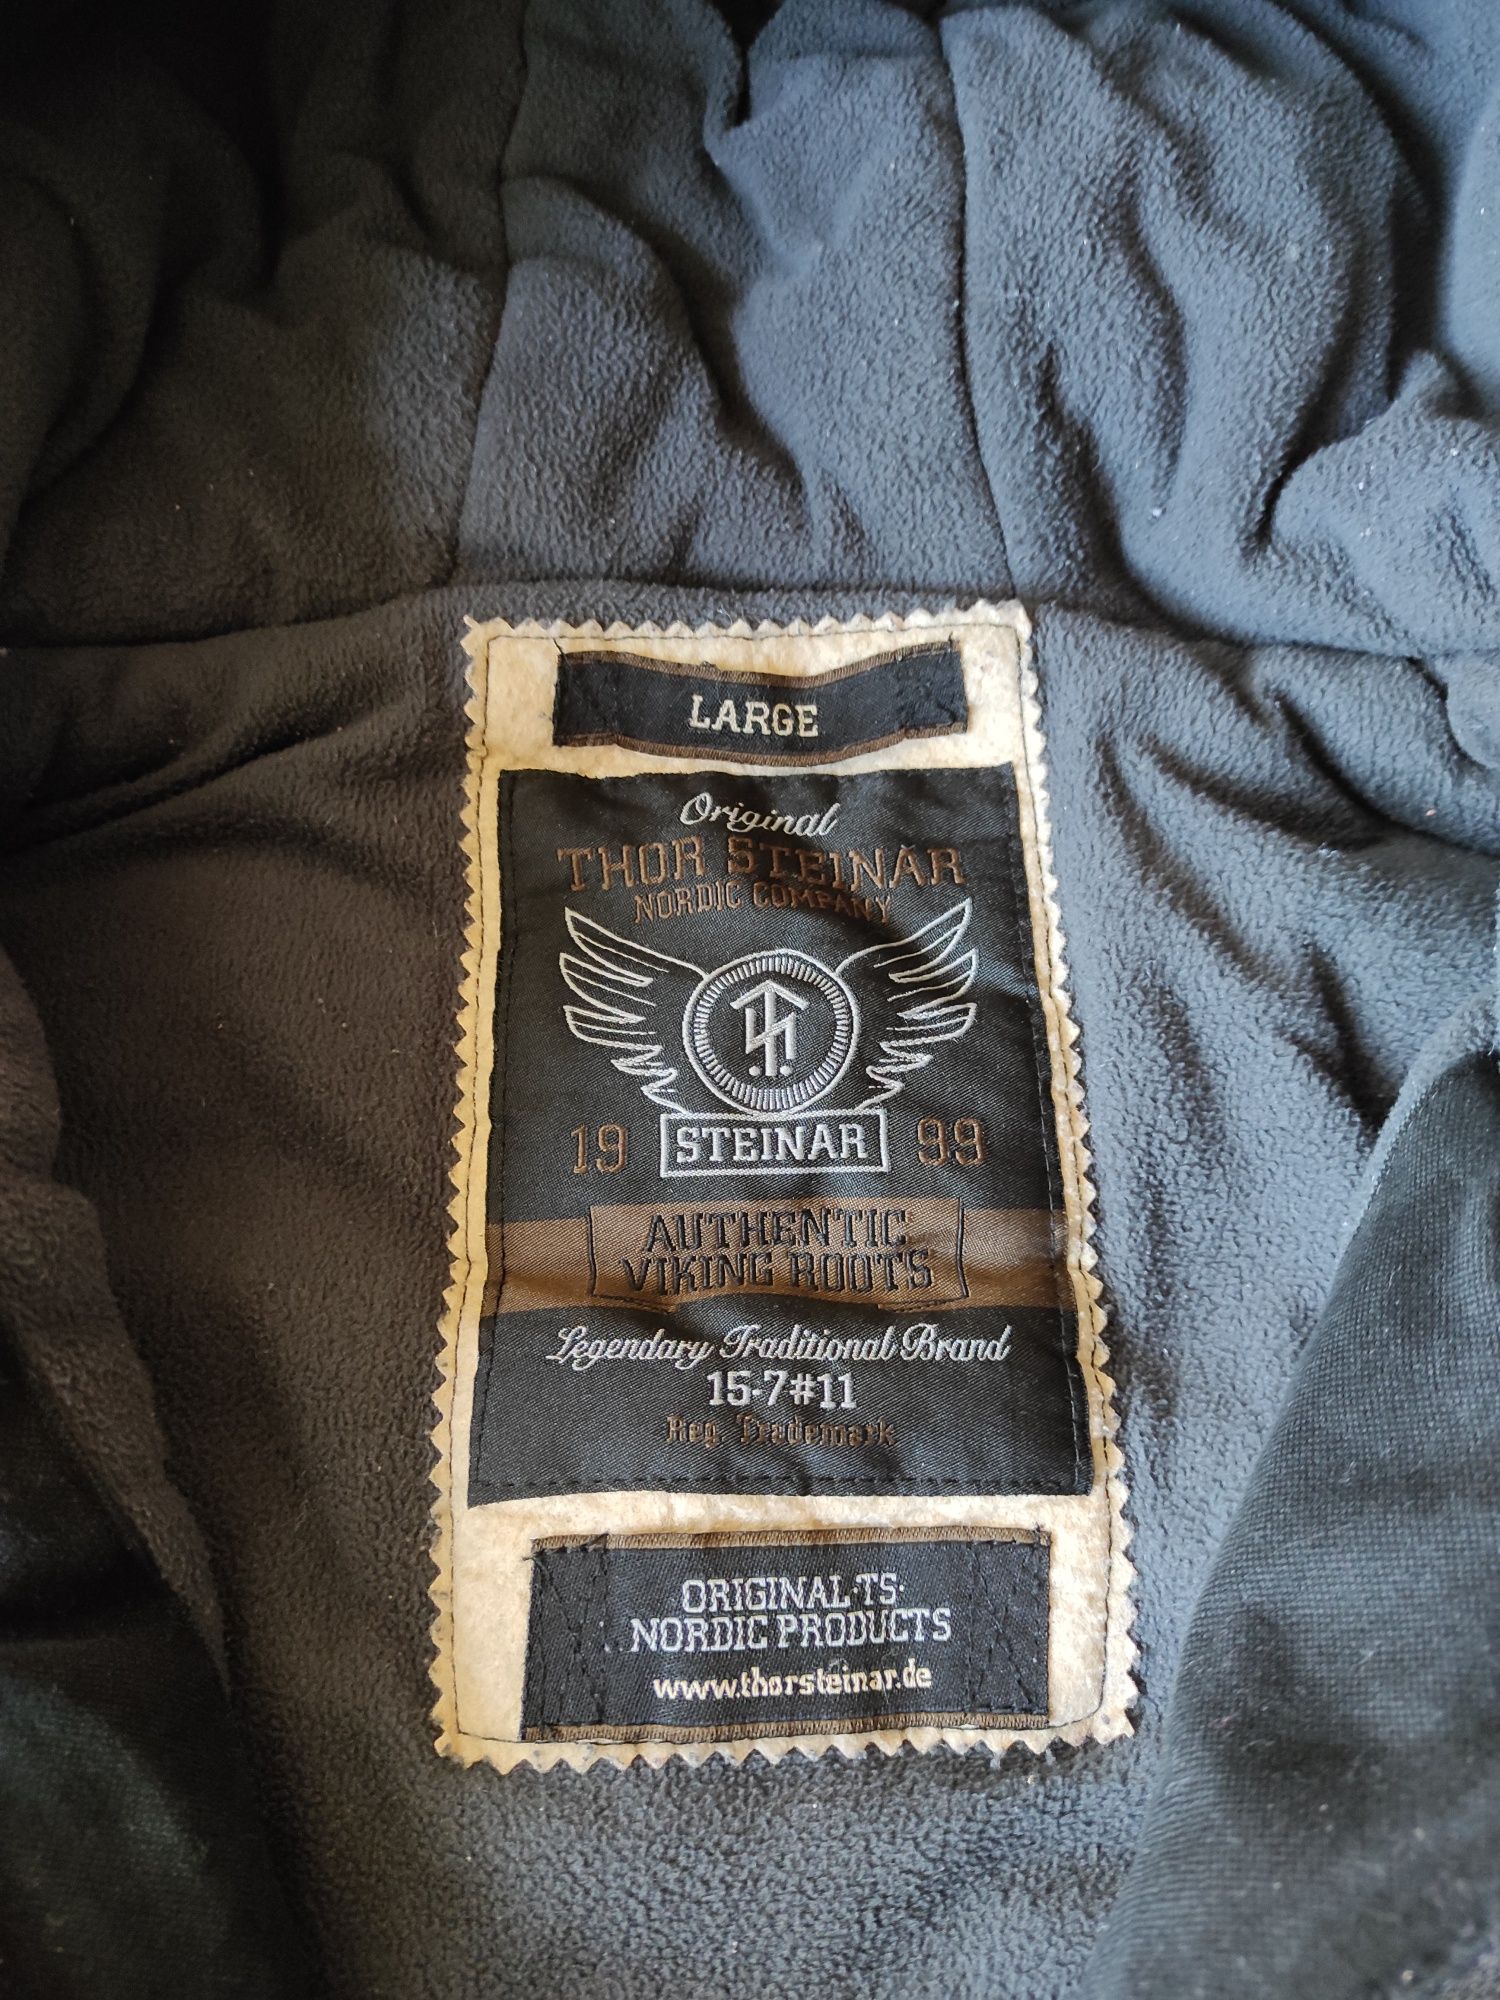 LARGE
Original
THOR STEINAR
NORDIC COMPANY
19 STEINAR 99
AUTHENTIC
VIKING ROOTS
Legendary Traditional Brand
15-7#11
Reg. Trademark
ORIGINAL·TS·
NORDIC PRODUCTS
www.thorsteinar.de